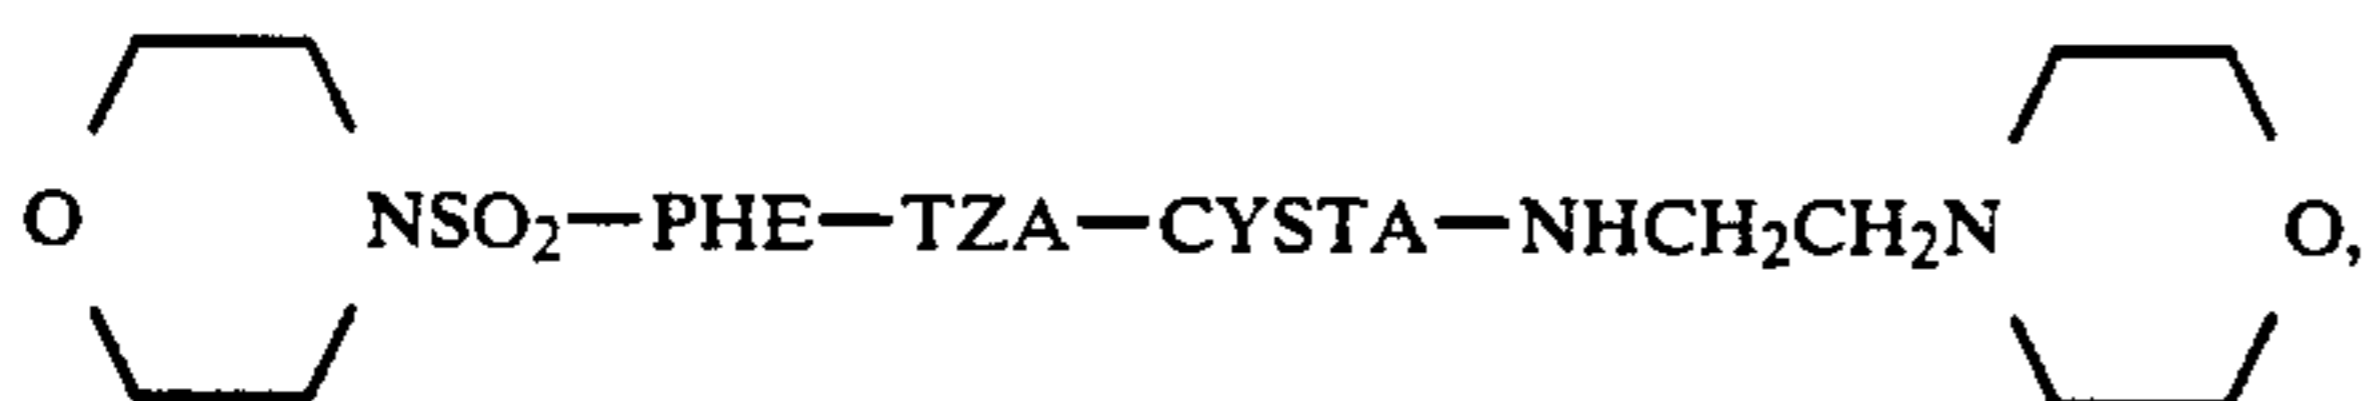 O NSO₂—PHE—TZA—CYSTA—NHCH₂CH₂N O,